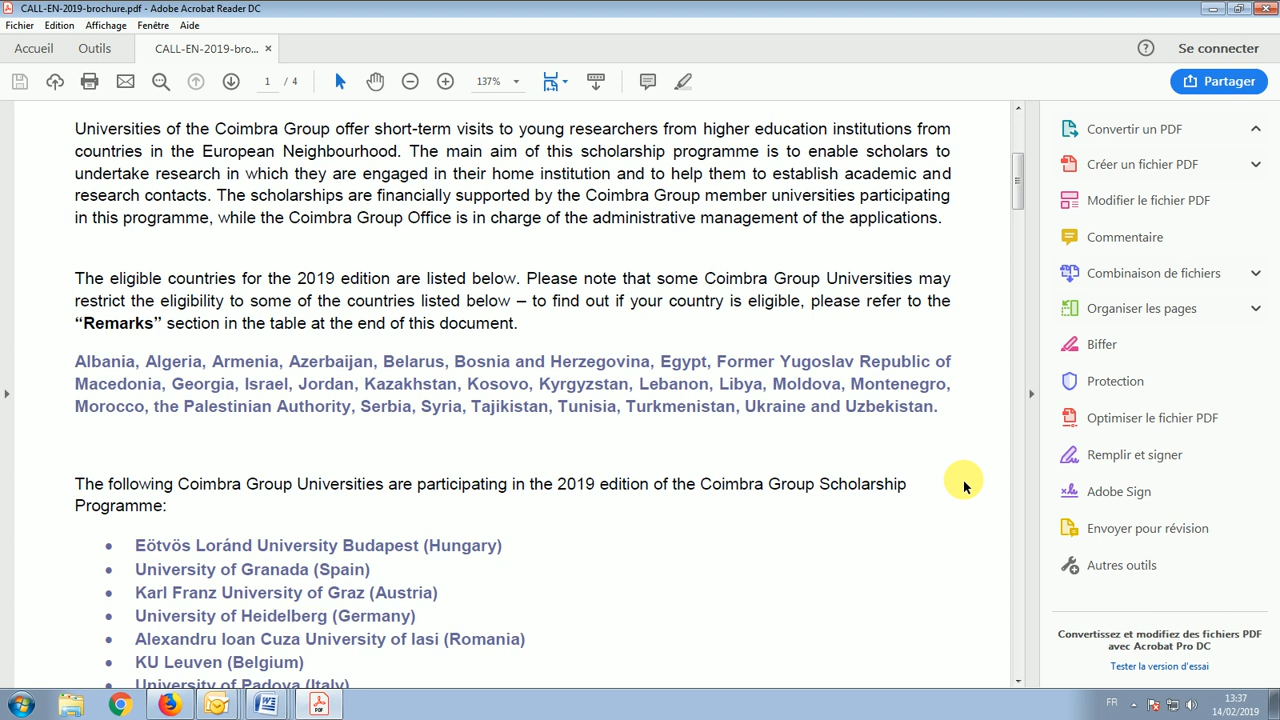 CALL-EN-2019-brochure.pdf - Adobe Acrobat Reader DC
Fichier Edition Affichage Fenêtre Aide
Accueil Outils CALL-EN-2019-bro... × ? Se connecter
1 / 4 137% Partager
Universities of the Coimbra Group offer short-term visits to young researchers from higher education institutions from
countries in the European Neighbourhood. The main aim of this scholarship programme is to enable scholars to
undertake research in which they are engaged in their home institution and to help them to establish academic and
research contacts. The scholarships are financially supported by the Coimbra Group member universities participating
in this programme, while the Coimbra Group Office is in charge of the administrative management of the applications.
The eligible countries for the 2019 edition are listed below. Please note that some Coimbra Group Universities may
restrict the eligibility to some of the countries listed below – to find out if your country is eligible, please refer to the
“Remarks” section in the table at the end of this document.
Albania, Algeria, Armenia, Azerbaijan, Belarus, Bosnia and Herzegovina, Egypt, Former Yugoslav Republic of
Macedonia, Georgia, Israel, Jordan, Kazakhstan, Kosovo, Kyrgyzstan, Lebanon, Libya, Moldova, Montenegro,
Morocco, the Palestinian Authority, Serbia, Syria, Tajikistan, Tunisia, Turkmenistan, Ukraine and Uzbekistan.
The following Coimbra Group Universities are participating in the 2019 edition of the Coimbra Group Scholarship
Programme:
• Eötvös Loránd University Budapest (Hungary)
• University of Granada (Spain)
• Karl Franz University of Graz (Austria)
• University of Heidelberg (Germany)
• Alexandru Ioan Cuza University of Iasi (Romania)
• KU Leuven (Belgium)
• University of Padova (Italy)
Convertir un PDF
Créer un fichier PDF
Modifier le fichier PDF
Commentaire
Combinaison de fichiers
Organiser les pages
Biffer
Protection
Optimiser le fichier PDF
Remplir et signer
Adobe Sign
Envoyer pour révision
Autres outils
Convertissez et modifiez des fichiers PDF
avec Acrobat Pro DC
Tester la version d'essai
FR 13:37
14/02/2019